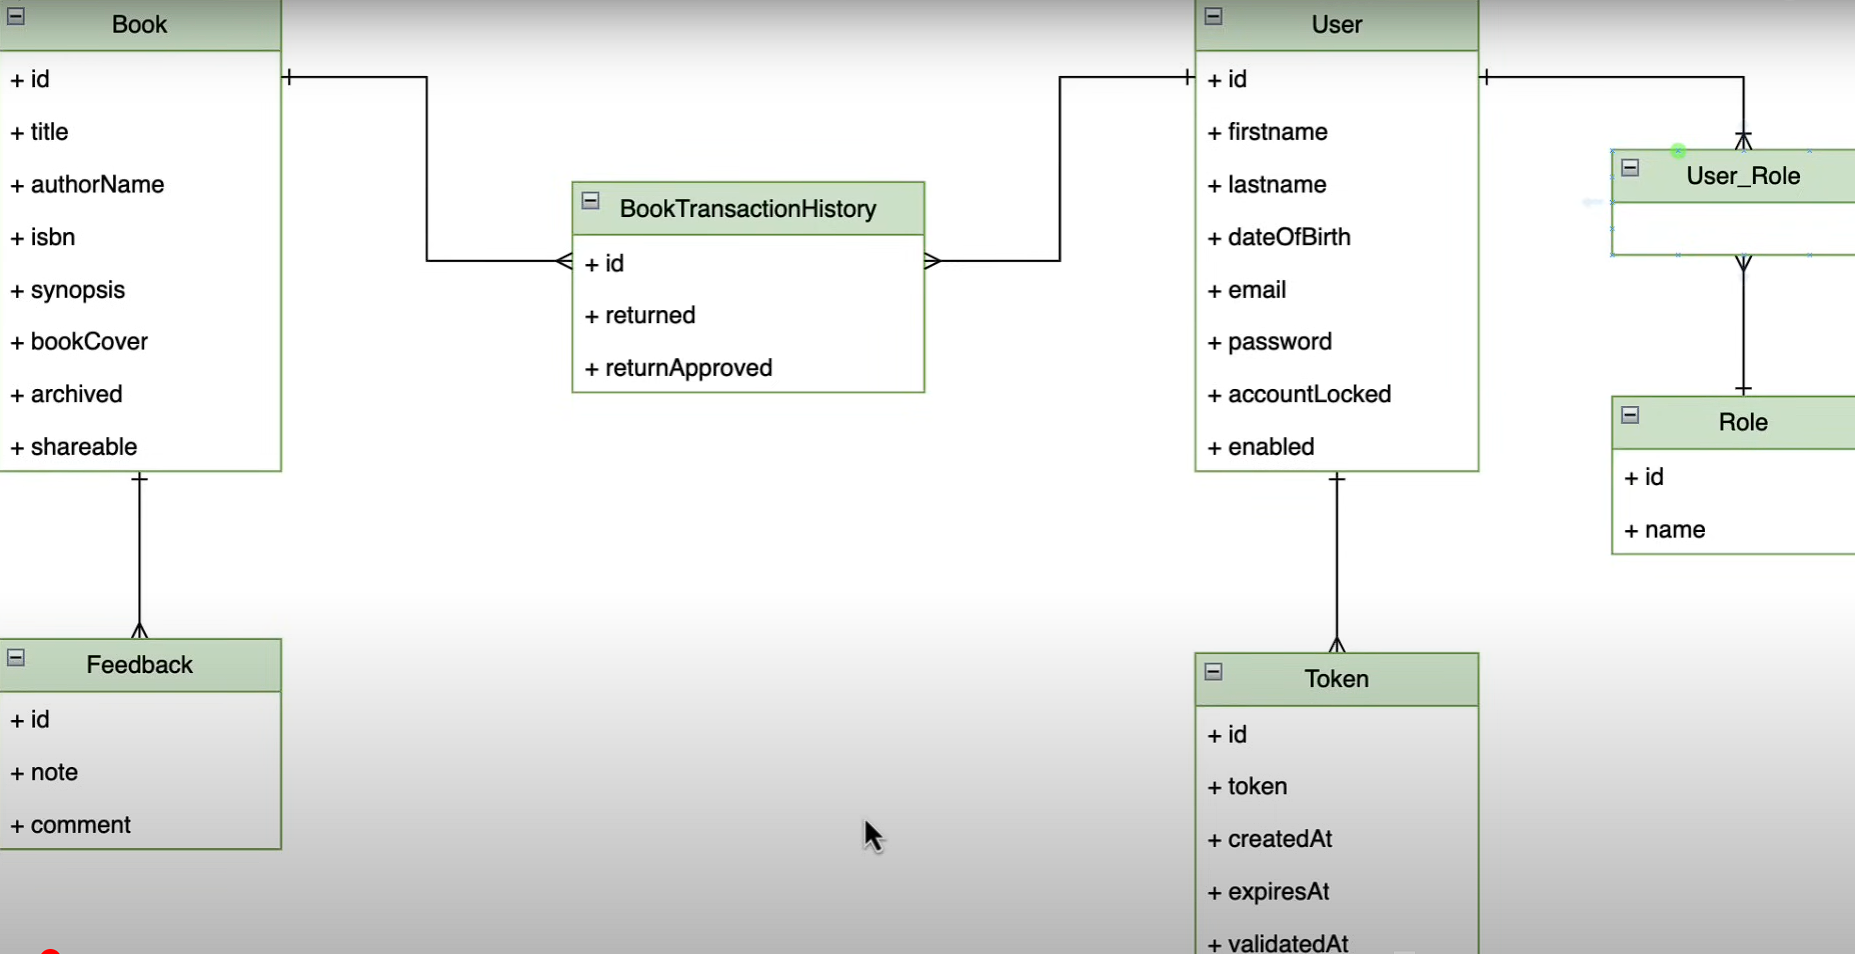 Book
+ id
+ title
+ authorName
+ isbn
+ synopsis
+ bookCover
+ archived
+ shareable
BookTransactionHistory
+ id
+ returned
+ returnApproved
User
+ id
+ firstname
+ lastname
+ dateOfBirth
+ email
+ password
+ accountLocked
+ enabled
User_Role
Role
+ id
+ name
Feedback
+ id
+ note
+ comment
Token
+ id
+ token
+ createdAt
+ expiresAt
+ validatedAt